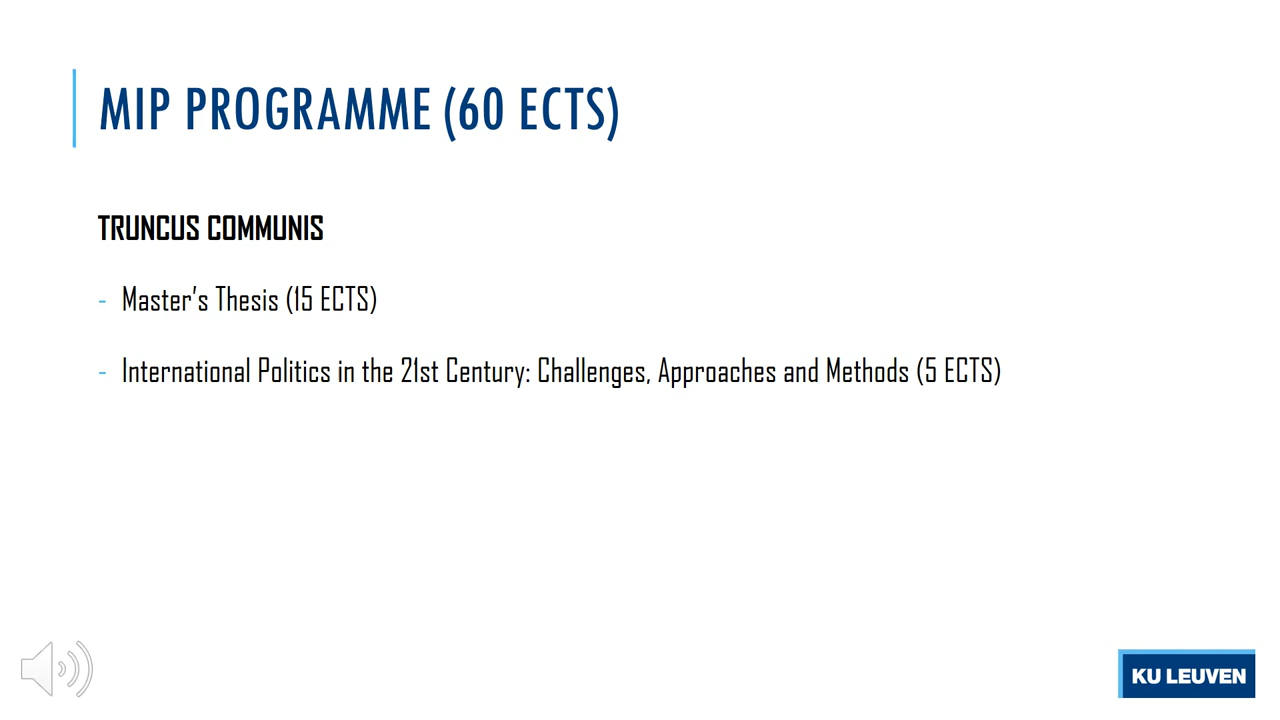 MIP PROGRAMME (60 ECTS)
TRUNCUS COMMUNIS
- Master's Thesis (15 ECTS)
- International Politics in the 21st Century: Challenges, Approaches and Methods (5 ECTS)
KU LEUVEN